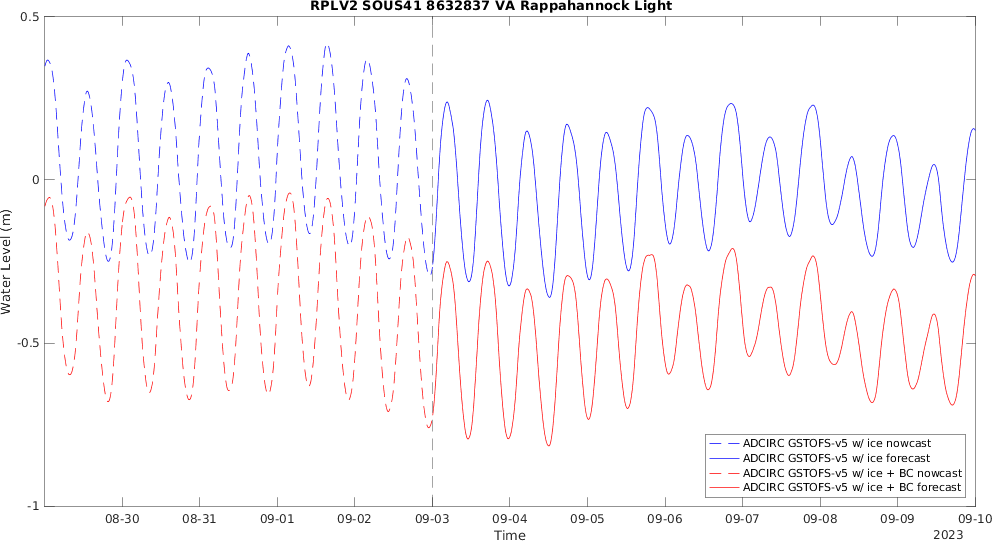 RPLV2 SOUS41 8632837 VA Rappahannock Light
0.5
0
-0.5
-1
Water Level (m)
08-30
08-31
09-01
09-02
09-03
09-04
09-05
09-06
09-07
09-08
09-09
09-10
Time
2023
ADCIRC GSTOFS-v5 w/ ice nowcast
ADCIRC GSTOFS-v5 w/ ice forecast
ADCIRC GSTOFS-v5 w/ ice + BC nowcast
ADCIRC GSTOFS-v5 w/ ice + BC forecast